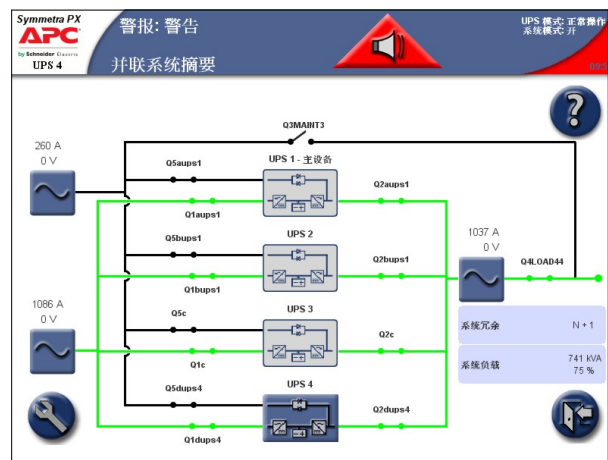 Symmetra PX
APC
by Schneider Electric
UPS 4
警报: 警告
并联系统摘要
UPS 模式: 正常操作
系统模式: 开
Q3MAINT3
260 A
0 V
Q5aups1
UPS 1 - 主设备
Q1aups1
Q2aups1
Q5bups1
UPS 2
Q1bups1
Q2bups1
1037 A
0 V
Q4LOAD44
1086 A
0 V
Q5c
UPS 3
Q1c
Q2c
系统冗余
N + 1
系统负载
741 kVA
75 %
Q5dups4
UPS 4
Q1dups4
Q2dups4